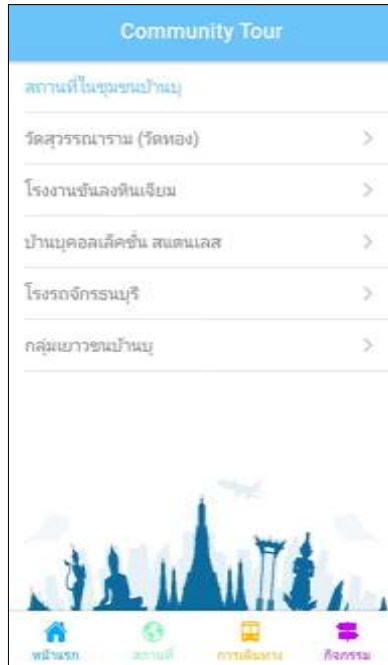 Community Tour
สถานที่ในชุมชนบ้านบุ
วัดสุวรรณาราม (วัดทอง)
โรงงานขันลงหินเจียม
บ้านบุคอลเล็คชั่น สแตนเลส
โรงรถจักรธนบุรี
กลุ่มเยาวชนบ้านบุ
หน้าแรก
สถานที่
การเดินทาง
กิจกรรม